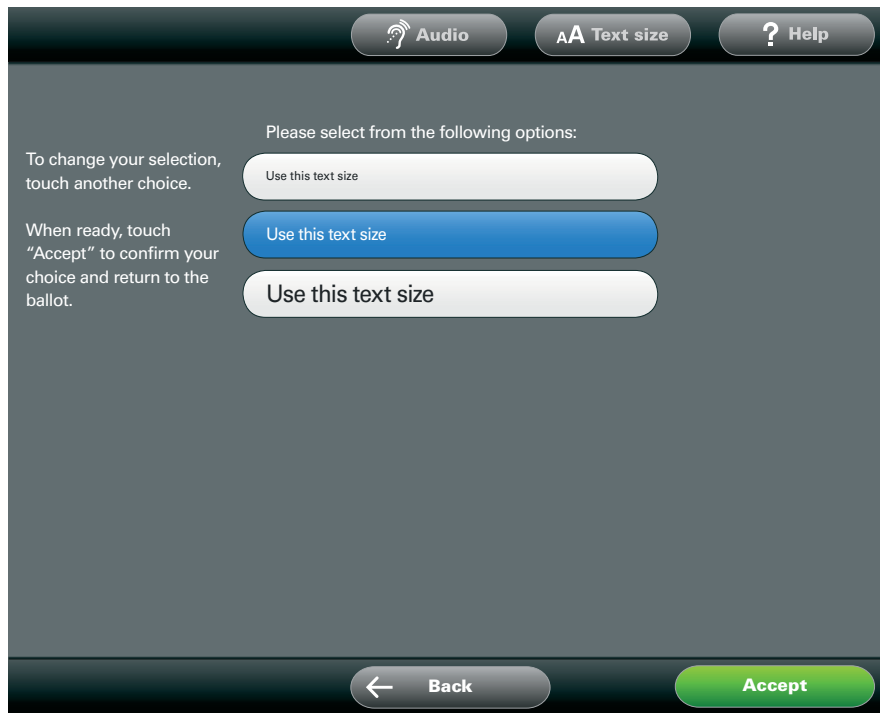 Audio
AA Text size
? Help
Please select from the following options:
To change your selection,
touch another choice.
When ready, touch
“Accept” to confirm your
choice and return to the
ballot.
Use this text size
Use this text size
Use this text size
Back
Accept